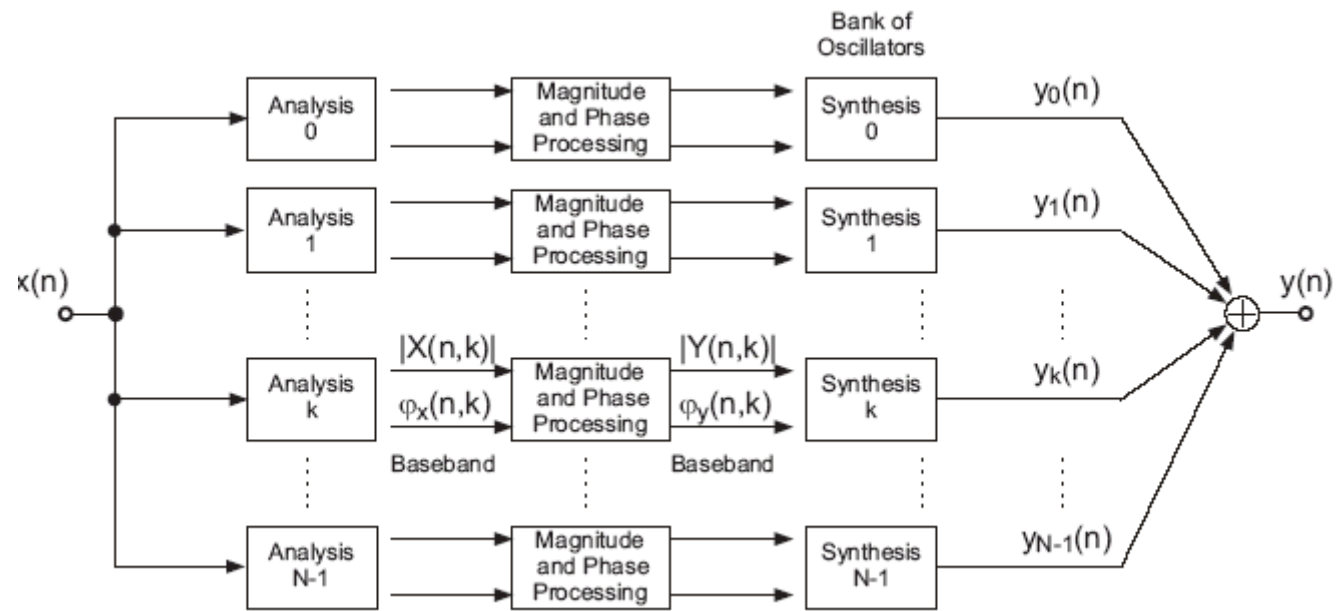 Bank of
Oscillators
Analysis
0
Magnitude
and Phase
Processing
Synthesis
0
y₀(n)
Analysis
1
Magnitude
and Phase
Processing
Synthesis
1
y₁(n)
x(n)
y(n)
Analysis
k
|X(n,k)|
φₓ(n,k)
Baseband
Magnitude
and Phase
Processing
|Y(n,k)|
φy(n,k)
Baseband
Synthesis
k
yₖ(n)
Analysis
N-1
Magnitude
and Phase
Processing
Synthesis
N-1
yN-1(n)